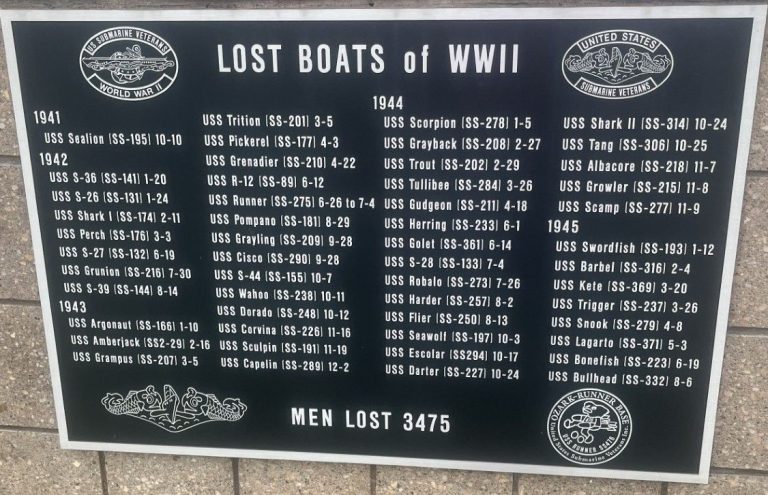 US SUBMARINE VETERANS
WORLD WAR II
LOST BOATS of WWII
UNITED STATES
SUBMARINE VETERANS
1941
USS Sealion (SS-195) 10-10
1942
USS S-36 (SS-141) 1-20
USS S-26 (SS-131) 1-24
USS Shark I (SS-174) 2-11
USS Perch (SS-176) 3-3
USS S-27 (SS-132) 6-19
USS Grunion (SS-216) 7-30
USS S-39 (SS-144) 8-14
1943
USS Argonaut (SS-166) 1-10
USS Amberjack (SS2-29) 2-16
USS Grampus (SS-207) 3-5
USS Trition (SS-201) 3-5
USS Pickerel (SS-177) 4-3
USS Grenadier (SS-210) 4-22
USS R-12 (SS-89) 6-12
USS Runner (SS-275) 6-26 to 7-4
USS Pompano (SS-181) 8-29
USS Grayling (SS-209) 9-28
USS Cisco (SS-290) 9-28
USS S-44 (SS-155) 10-7
USS Wahoo (SS-238) 10-11
USS Dorado (SS-248) 10-12
USS Corvina (SS-226) 11-16
USS Sculpin (SS-191) 11-19
USS Capelin (SS-289) 12-2
1944
USS Scorpion (SS-278) 1-5
USS Grayback (SS-208) 2-27
USS Trout (SS-202) 2-29
USS Tullibee (SS-284) 3-26
USS Gudgeon (SS-211) 4-18
USS Herring (SS-233) 6-1
USS Golet (SS-361) 6-14
USS S-28 (SS-133) 7-4
USS Robalo (SS-273) 7-26
USS Harder (SS-257) 8-2
USS Flier (SS-250) 8-13
USS Seawolf (SS-197) 10-3
USS Escolar (SS294) 10-17
USS Darter (SS-227) 10-24
USS Shark II (SS-314) 10-24
USS Tang (SS-306) 10-25
USS Albacore (SS-218) 11-7
USS Growler (SS-215) 11-8
USS Scamp (SS-277) 11-9
1945
USS Swordfish (SS-193) 1-12
USS Barbel (SS-316) 2-4
USS Kete (SS-369) 3-20
USS Trigger (SS-237) 3-26
USS Snook (SS-279) 4-8
USS Lagarto (SS-371) 5-3
USS Bonefish (SS-223) 6-19
USS Bullhead (SS-332) 8-6
MEN LOST 3475
OZARK-RUNNER BASE
USS RUNNER SS476
United States Submarine Veterans Inc.